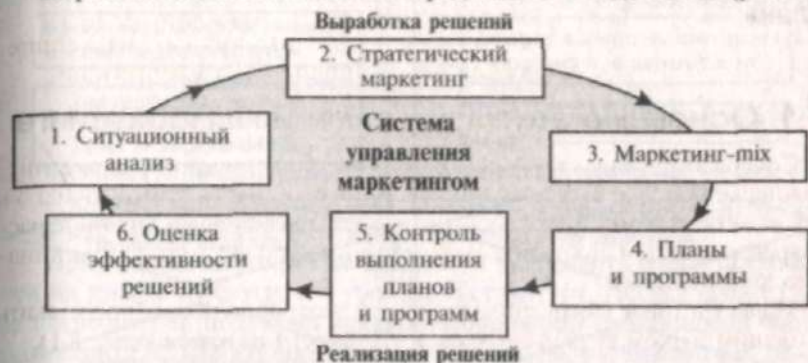 Выработка решений
2. Стратегический
маркетинг
1. Ситуационный
анализ
Система
управления
маркетингом
3. Маркетинг-mix
6. Оценка
эффективности
решений
5. Контроль
выполнения
планов
и программ
4. Планы
и программы
Реализация решений